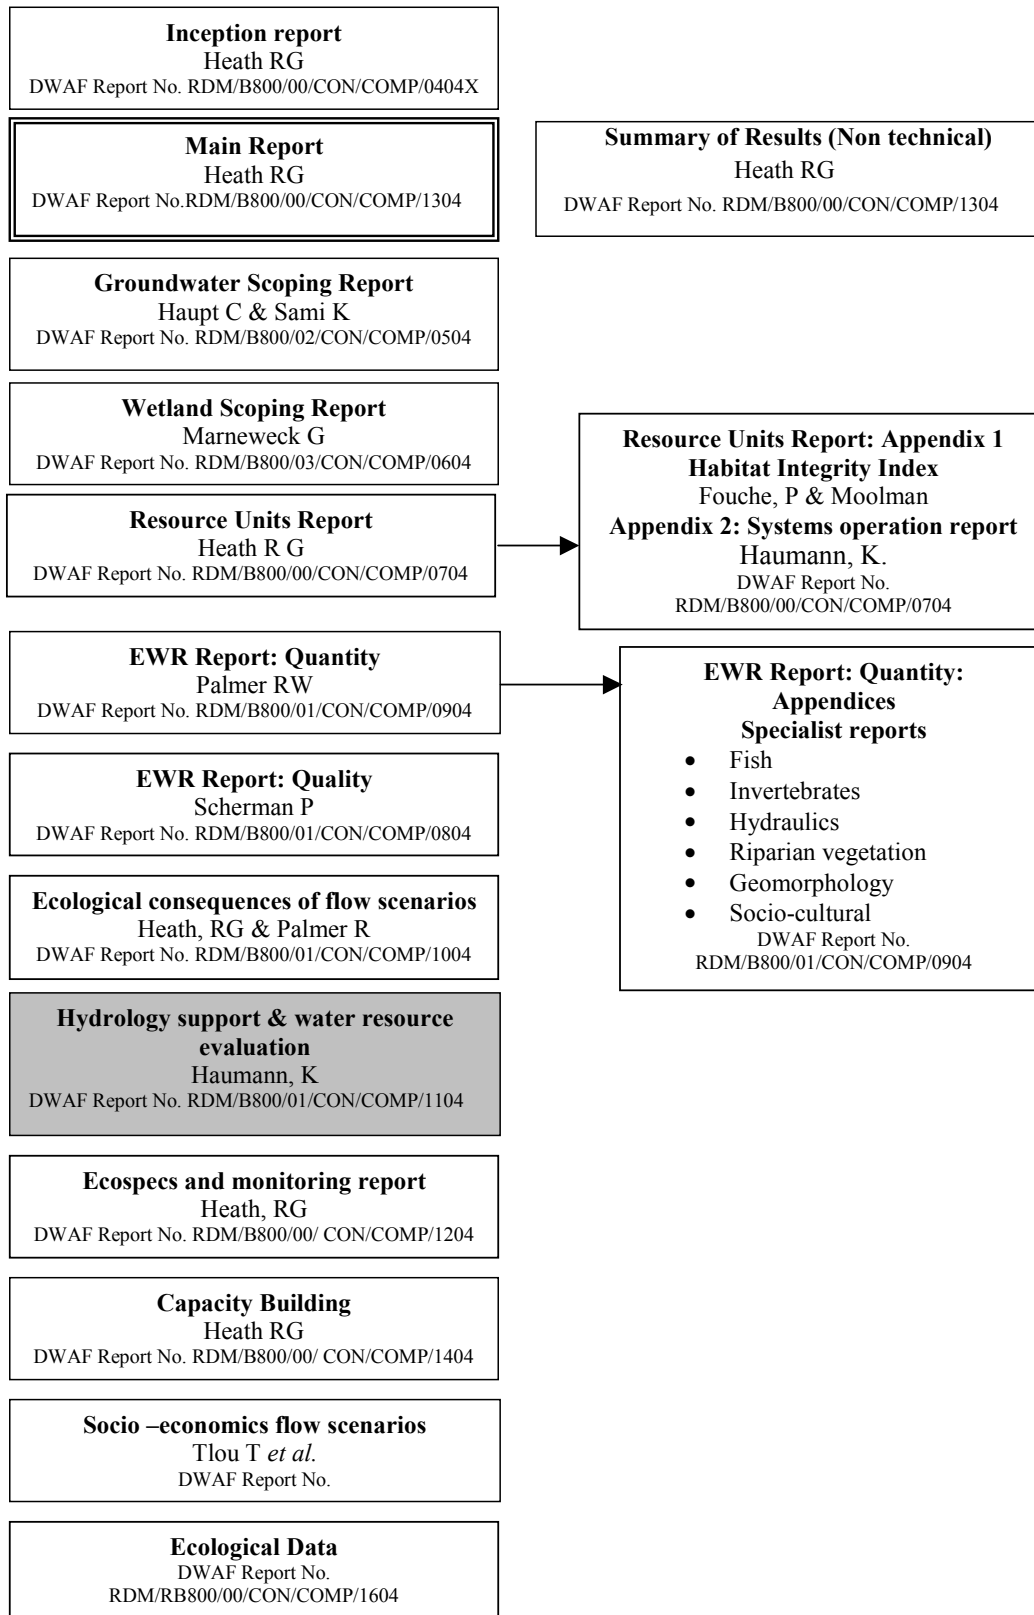 Inception report
Heath RG
DWAF Report No. RDM/B800/00/CON/COMP/0404X
Main Report
Heath RG
DWAF Report No.RDM/B800/00/CON/COMP/1304
Summary of Results (Non technical)
Heath RG
DWAF Report No. RDM/B800/00/CON/COMP/1304
Groundwater Scoping Report
Haupt C & Sami K
DWAF Report No. RDM/B800/02/CON/COMP/0504
Wetland Scoping Report
Marneweck G
DWAF Report No. RDM/B800/03/CON/COMP/0604
Resource Units Report
Heath R G
DWAF Report No. RDM/B800/00/CON/COMP/0704
Resource Units Report: Appendix 1
Habitat Integrity Index
Fouche, P & Moolman
Appendix 2: Systems operation report
Haumann, K.
DWAF Report No.
RDM/B800/00/CON/COMP/0704
EWR Report: Quantity
Palmer RW
DWAF Report No. RDM/B800/01/CON/COMP/0904
EWR Report: Quantity:
Appendices
Specialist reports
• Fish
• Invertebrates
• Hydraulics
• Riparian vegetation
• Geomorphology
• Socio-cultural
DWAF Report No.
RDM/B800/01/CON/COMP/0904
EWR Report: Quality
Scherman P
DWAF Report No. RDM/B800/01/CON/COMP/0804
Ecological consequences of flow scenarios
Heath, RG & Palmer R
DWAF Report No. RDM/B800/01/CON/COMP/1004
Hydrology support & water resource
evaluation
Haumann, K
DWAF Report No. RDM/B800/01/CON/COMP/1104
Ecospecs and monitoring report
Heath, RG
DWAF Report No. RDM/B800/00/ CON/COMP/1204
Capacity Building
Heath RG
DWAF Report No. RDM/B800/00/ CON/COMP/1404
Socio –economics flow scenarios
Tlou T et al.
DWAF Report No.
Ecological Data
DWAF Report No.
RDM/RB800/00/CON/COMP/1604